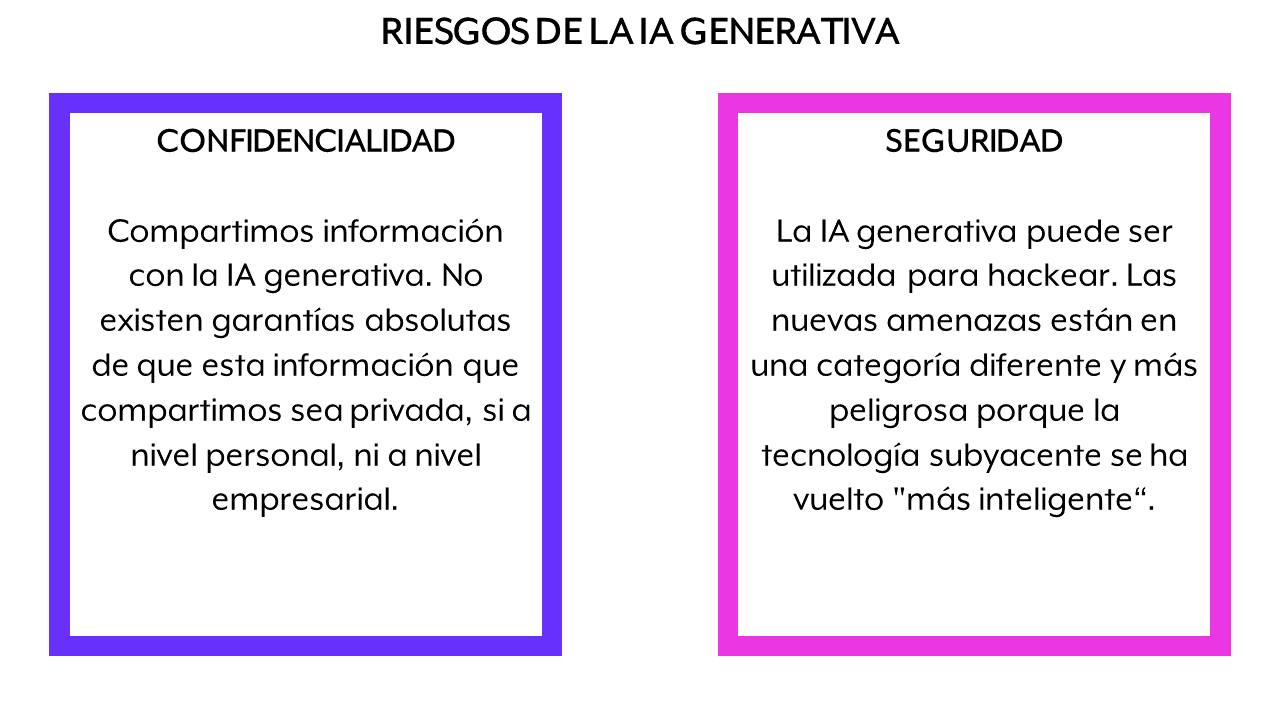 RIESGOS DE LA IA GENERATIVA
CONFIDENCIALIDAD
Compartimos información
con la IA generativa. No
existen garantías absolutas
de que esta información que
compartimos sea privada, si a
nivel personal, ni a nivel
empresarial.
SEGURIDAD
La IA generativa puede ser
utilizada para hackear. Las
nuevas amenazas están en
una categoría diferente y más
peligrosa porque la
tecnología subyacente se ha
vuelto "más inteligente“.